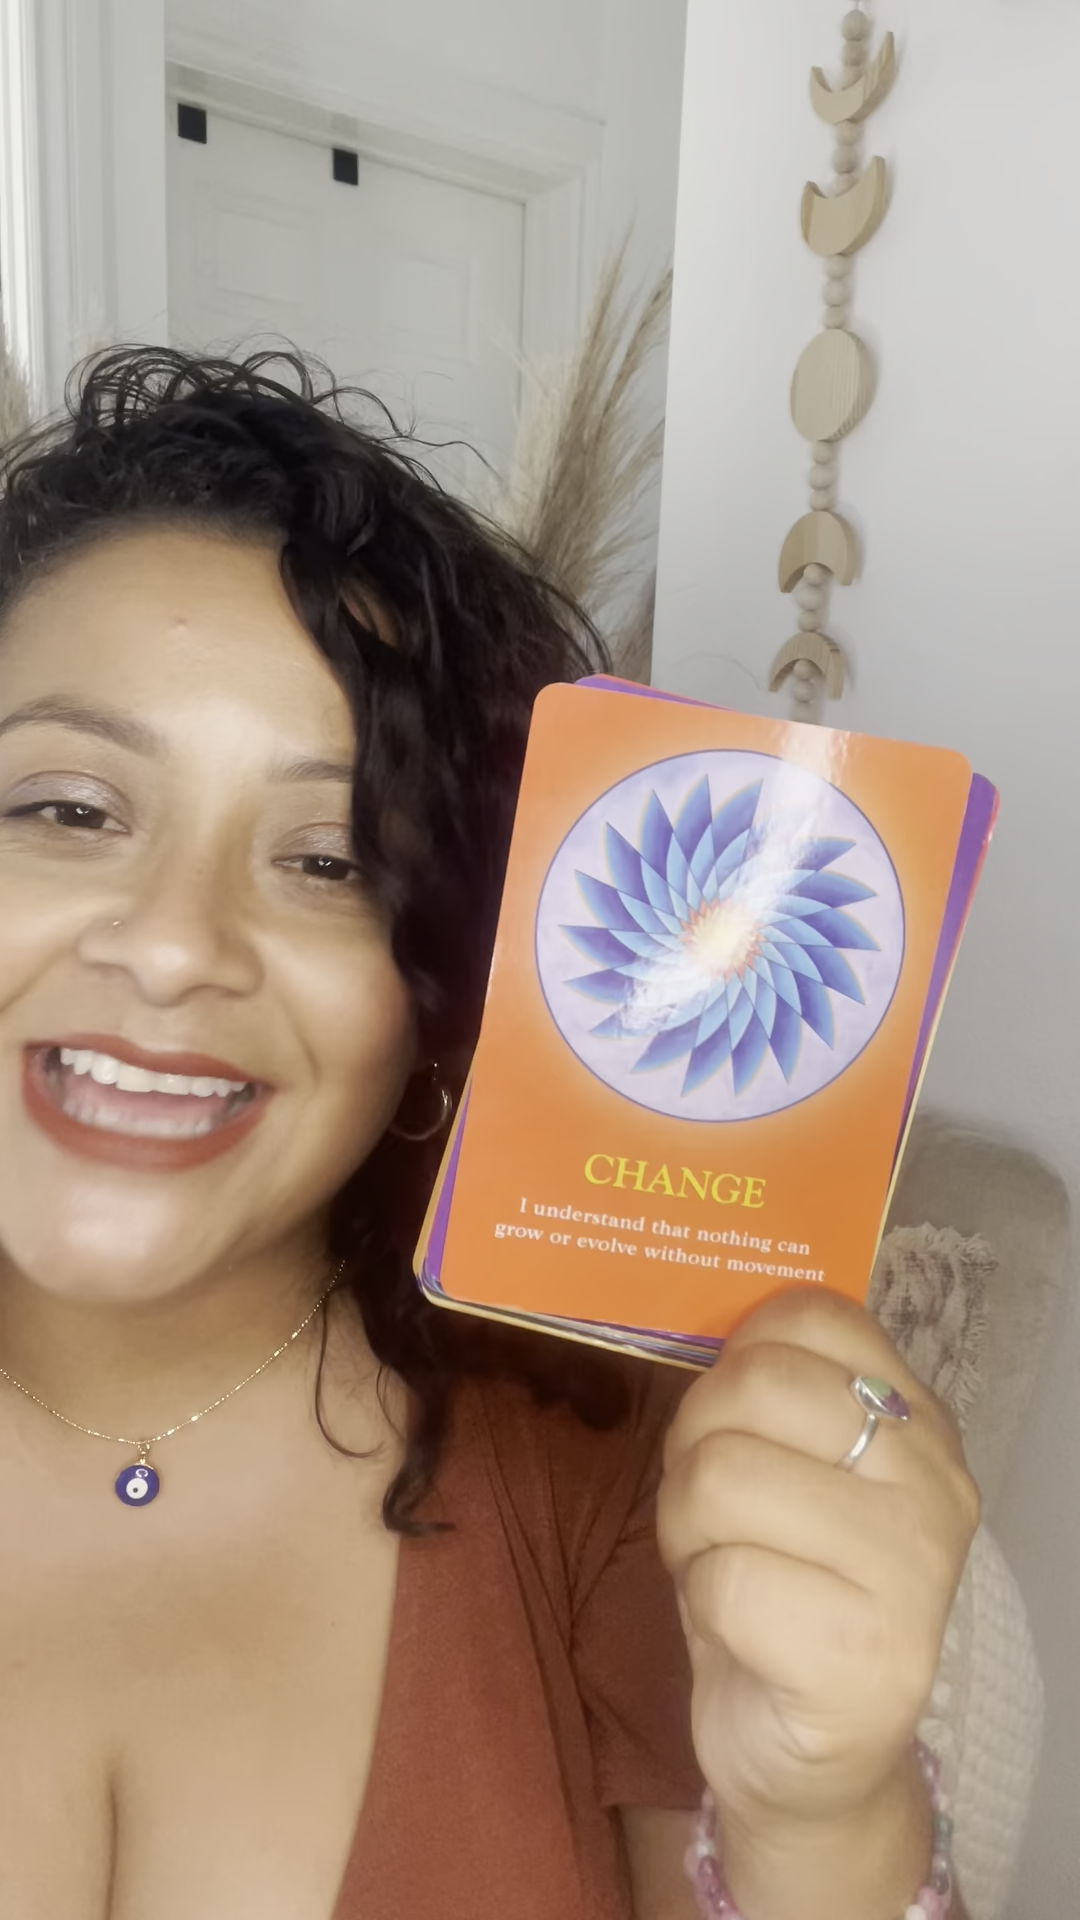 CHANGE
I understand that nothing can
grow or evolve without movement